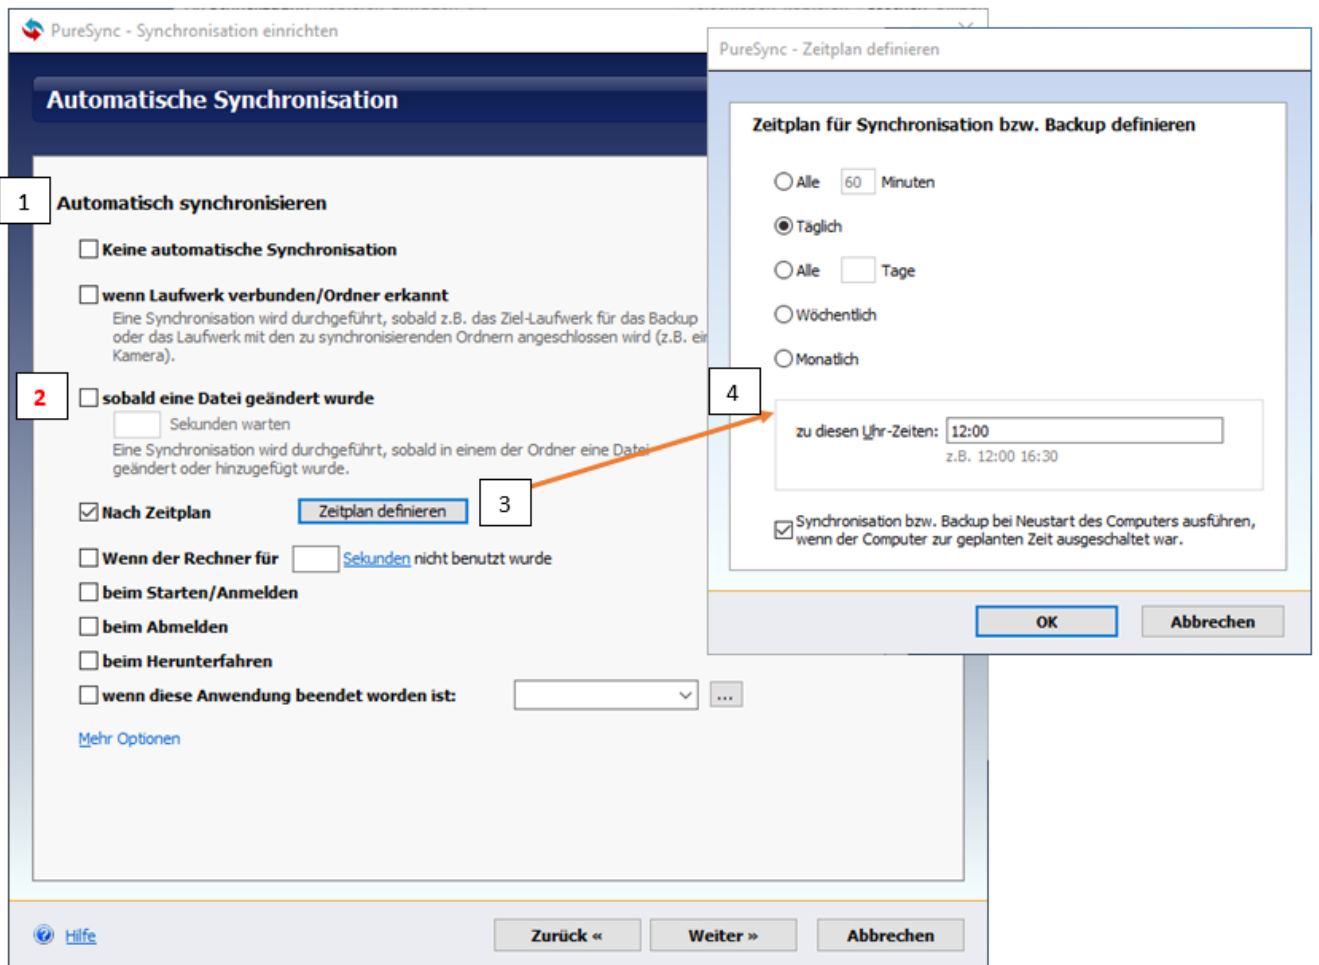 PureSync - Synchronisation einrichten
Automatische Synchronisation
1
Automatisch synchronisieren
Keine automatische Synchronisation
wenn Laufwerk verbunden/Ordner erkannt
Eine Synchronisation wird durchgeführt, sobald z.B. das Ziel-Laufwerk für das Backup
oder das Laufwerk mit den zu synchronisierenden Ordnern angeschlossen wird (z.B.
Kamera).
2
sobald eine Datei geändert wurde
Sekunden warten
Eine Synchronisation wird durchgeführt, sobald in einem der Ordner eine Datei
geändert oder hinzugefügt wurde.
Nach Zeitplan
Zeitplan definieren
3
Wenn der Rechner für Sekunden nicht benutzt wurde
beim Starten/Anmelden
beim Abmelden
beim Herunterfahren
wenn diese Anwendung beendet worden ist:
...
Mehr Optionen
Hilfe
Zurück «
Weiter »
Abbrechen
PureSync - Zeitplan definieren
Zeitplan für Synchronisation bzw. Backup definieren
Alle 60 Minuten
Täglich
Alle Tage
Wöchentlich
Monatlich
4
zu diesen Uhr-Zeiten: 12:00
z.B. 12:00 16:30
Synchronisation bzw. Backup bei Neustart des Computers ausführen,
wenn der Computer zur geplanten Zeit ausgeschaltet war.
OK
Abbrechen